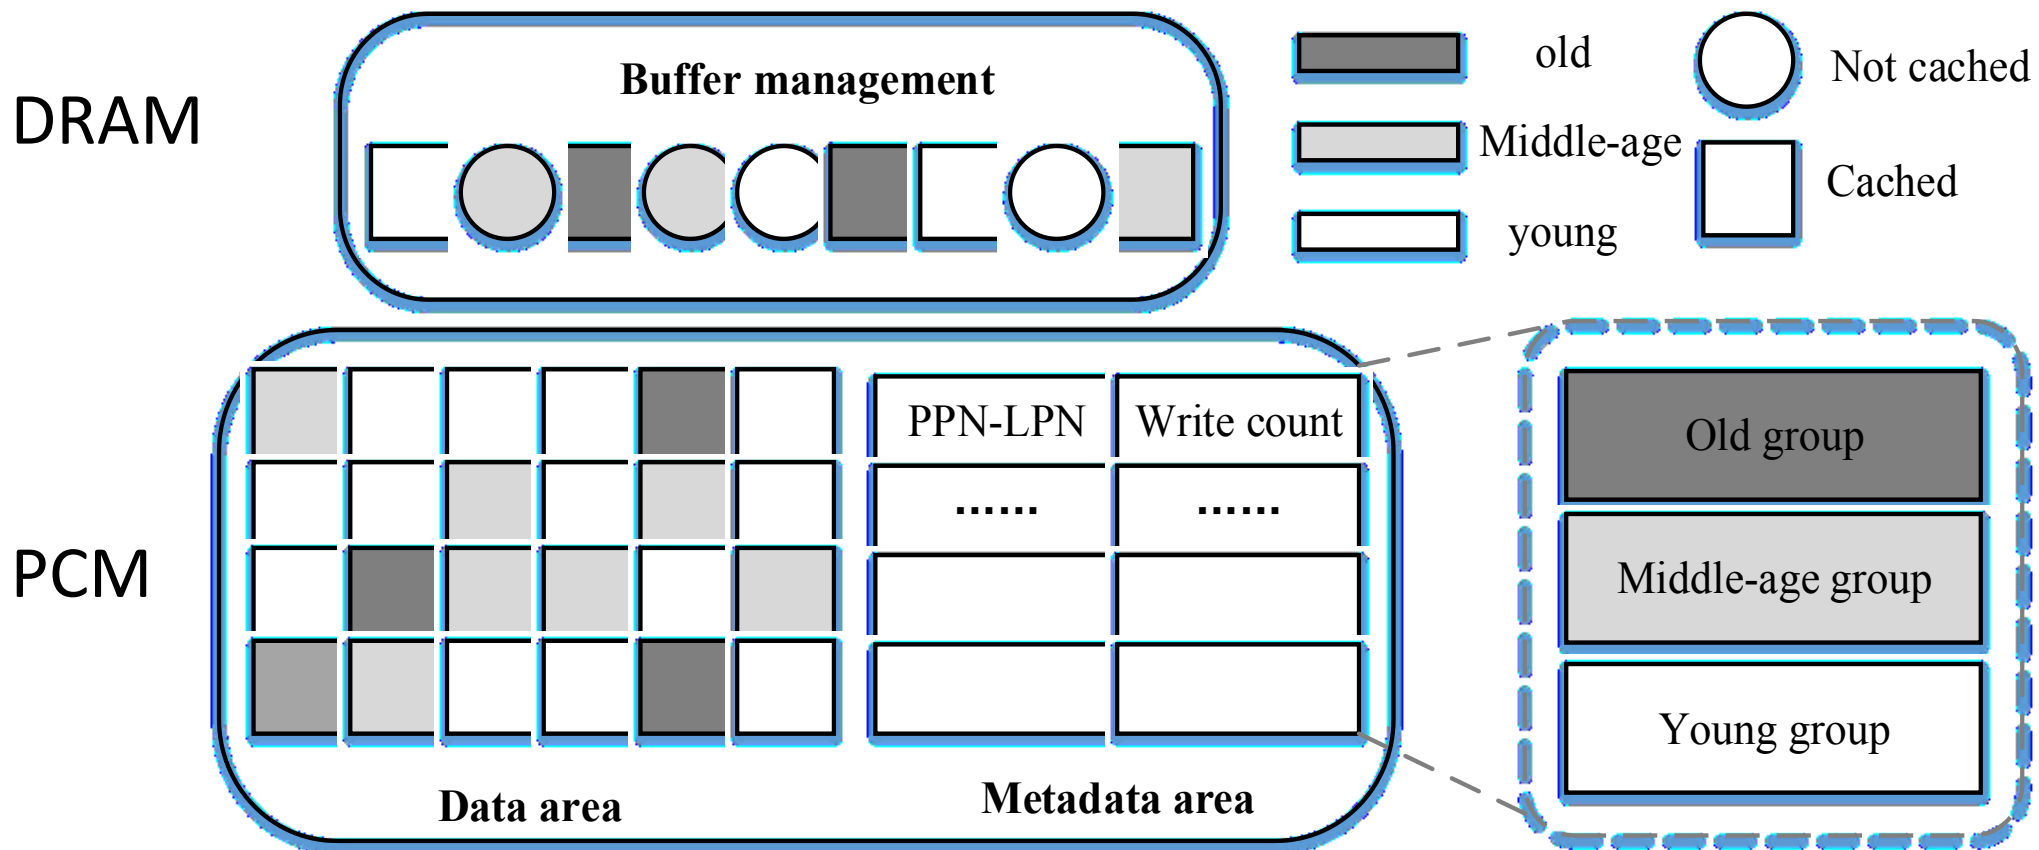 DRAM
Buffer management
old
Middle-age
young
Not cached
Cached
PCM
PPN-LPN
Write count
......
......
Data area
Metadata area
Old group
Middle-age group
Young group